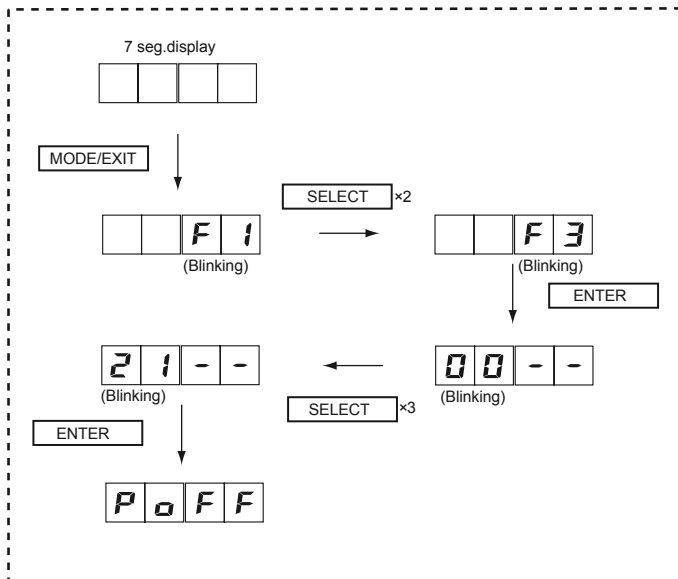 7 seg.display
MODE/EXIT
SELECT ×2
F 1
(Blinking)
F 3
(Blinking)
ENTER
0 0 - -
(Blinking)
SELECT ×3
2 1 - -
(Blinking)
ENTER
P o F F